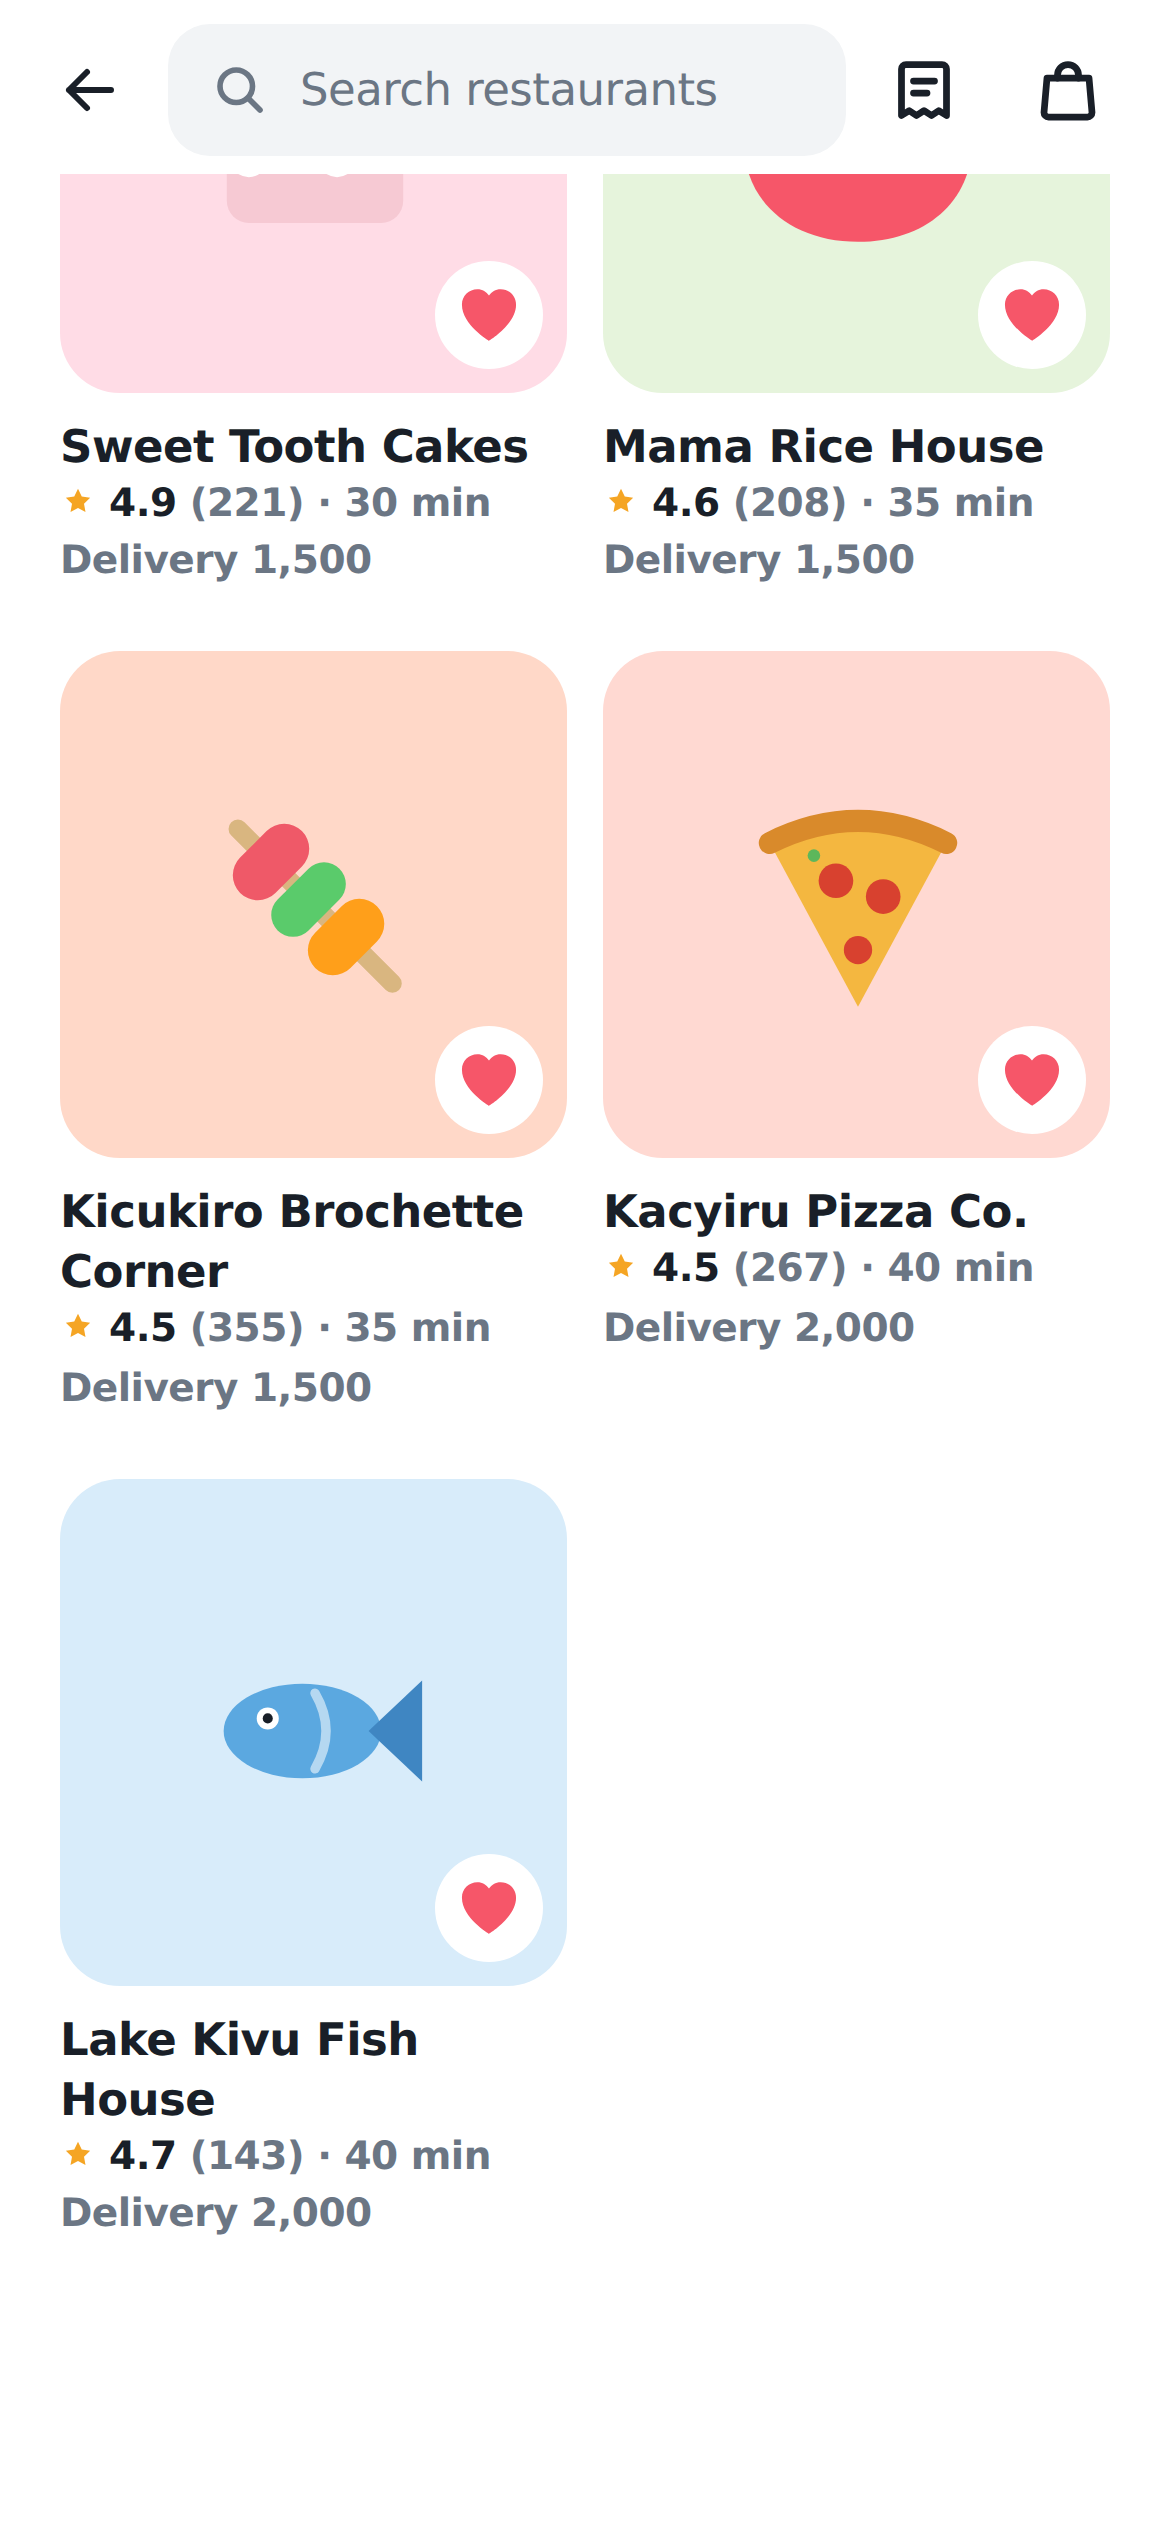 Search restaurants
Sweet Tooth Cakes
4.9 (221) · 30 min
Delivery 1,500
Mama Rice House
4.6 (208) · 35 min
Delivery 1,500
Kicukiro Brochette
Corner
4.5 (355) · 35 min
Delivery 1,500
Kacyiru Pizza Co.
4.5 (267) · 40 min
Delivery 2,000
Lake Kivu Fish
House
4.7 (143) · 40 min
Delivery 2,000